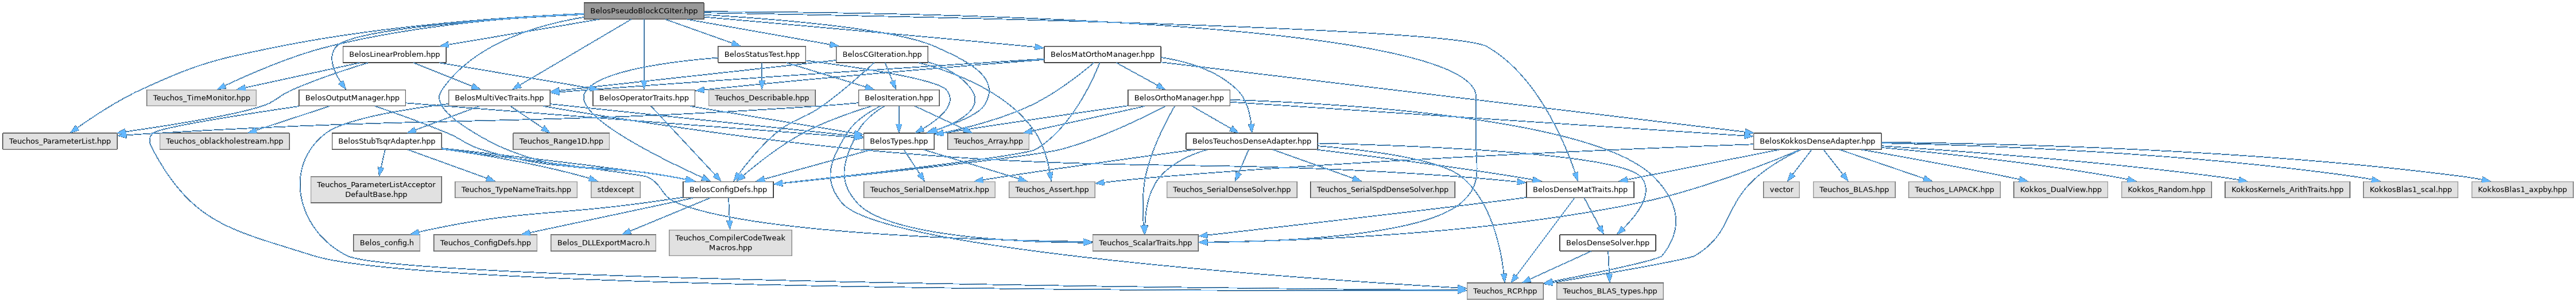 BelosPseudoBlockCGIter.hpp
BelosLinearProblem.hpp
BelosStatusTest.hpp
BelosCGIteration.hpp
BelosMatOrthoManager.hpp
Teuchos_TimeMonitor.hpp
BelosOutputManager.hpp
BelosMultiVecTraits.hpp
BelosOperatorTraits.hpp
Teuchos_Describable.hpp
BelosIteration.hpp
BelosOrthoManager.hpp
Teuchos_ParameterList.hpp
Teuchos_oblackholestream.hpp
BelosStubTsqrAdapter.hpp
Teuchos_Range1D.hpp
BelosTypes.hpp
Teuchos_Array.hpp
BelosTeuchosDenseAdapter.hpp
BelosKokkosDenseAdapter.hpp
Teuchos_ParameterListAcceptor
DefaultBase.hpp
Teuchos_TypeNameTraits.hpp
stdexcept
BelosConfigDefs.hpp
Teuchos_SerialDenseMatrix.hpp
Teuchos_Assert.hpp
Teuchos_SerialDenseSolver.hpp
Teuchos_SerialSpdDenseSolver.hpp
BelosDenseMatTraits.hpp
vector
Teuchos_BLAS.hpp
Teuchos_LAPACK.hpp
Kokkos_DualView.hpp
Kokkos_Random.hpp
KokkosKernels_ArithTraits.hpp
KokkosBlas1_scal.hpp
KokkosBlas1_axpby.hpp
Belos_config.h
Teuchos_ConfigDefs.hpp
Belos_DLLExportMacro.h
Teuchos_CompilerCodeTweak
Macros.hpp
Teuchos_ScalarTraits.hpp
BelosDenseSolver.hpp
Teuchos_RCP.hpp
Teuchos_BLAS_types.hpp